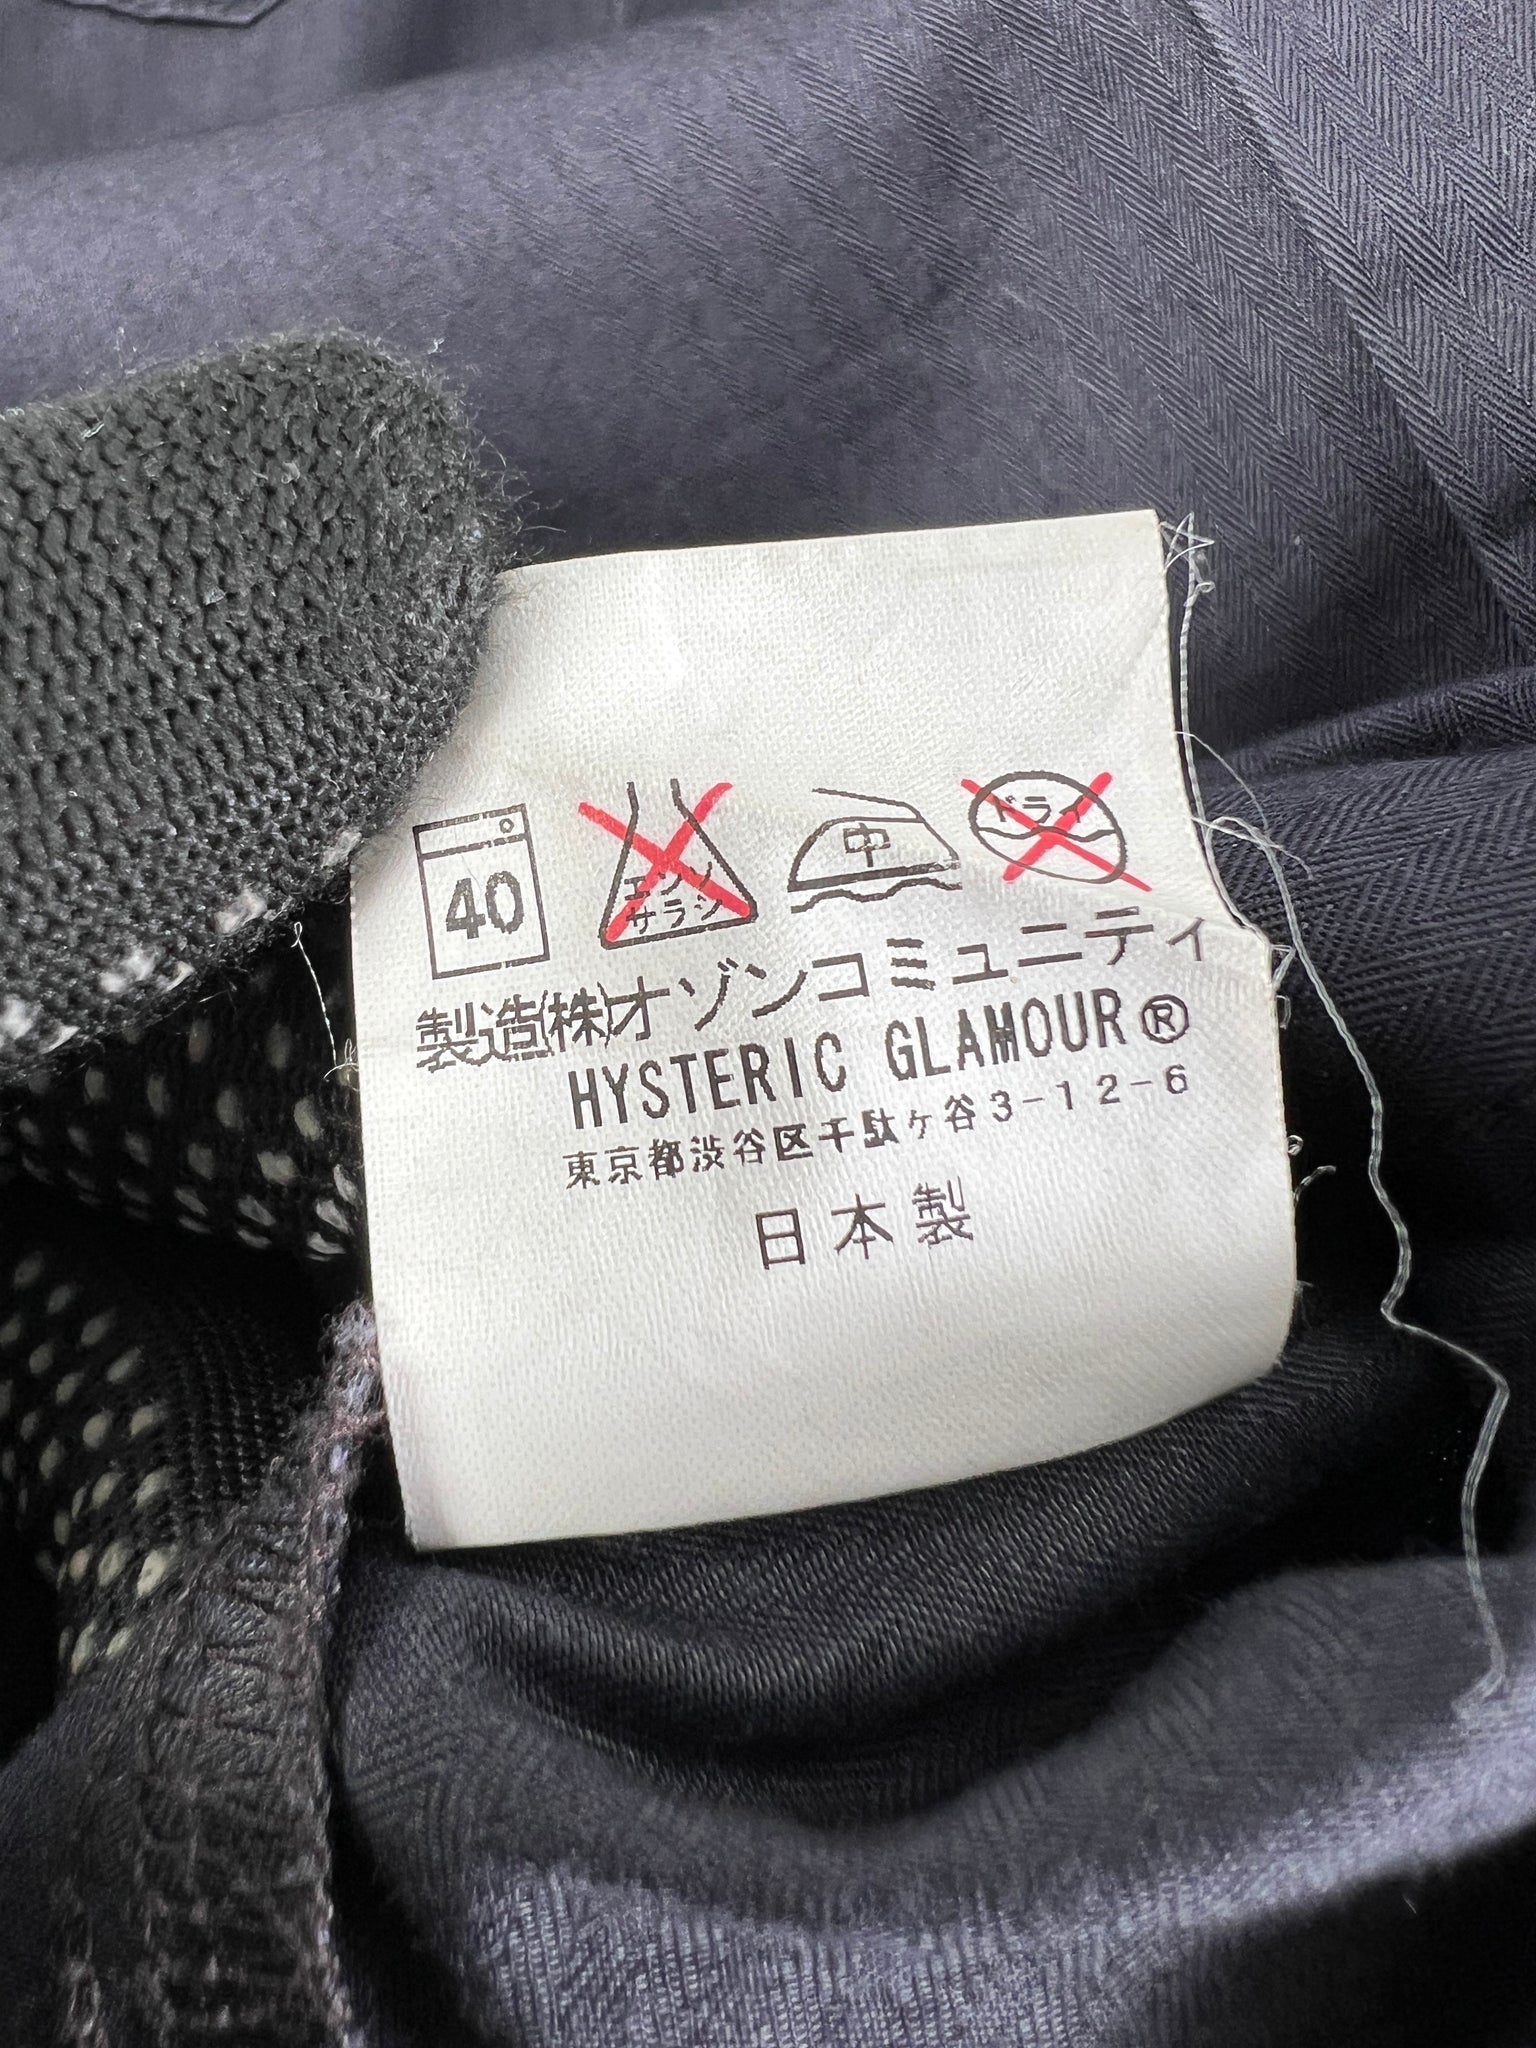 40 エンソ サラシ 中 ドライ
製造(株)オゾンコミュニティ
HYSTERIC GLAMOUR®
東京都渋谷区千駄ヶ谷3-12-6
日本製